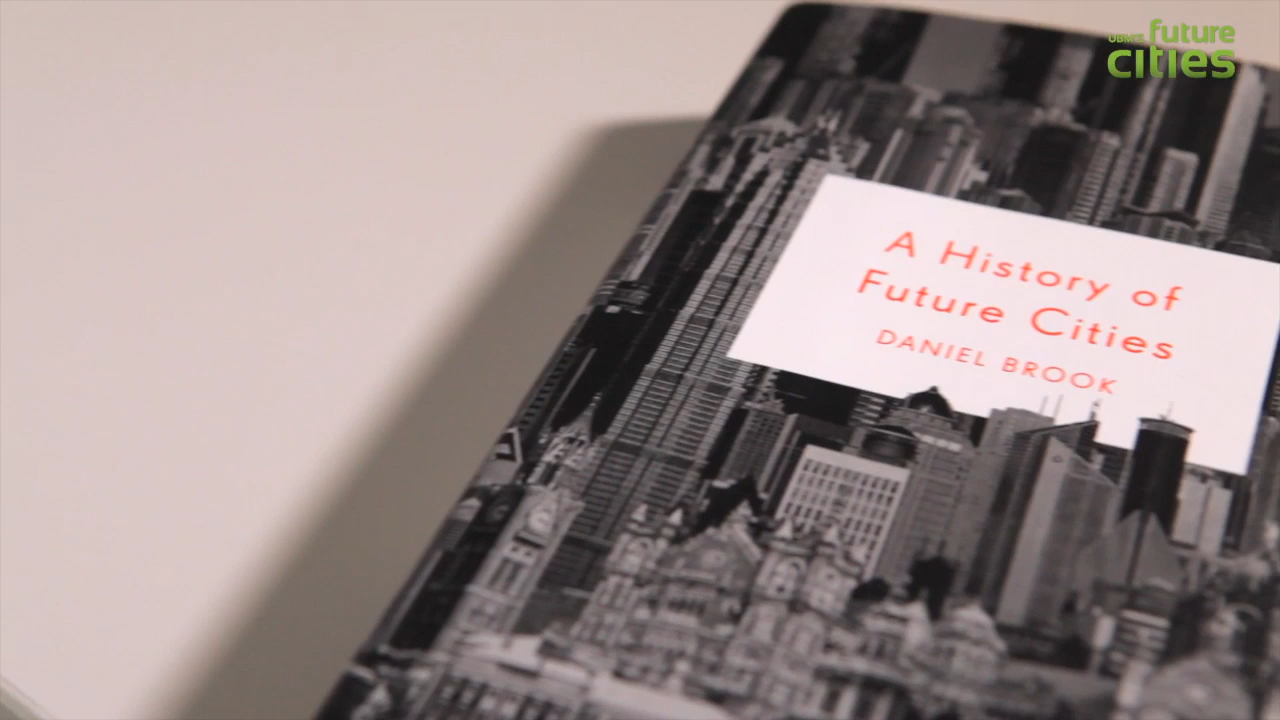 UBM's future
cities
A History of
Future Cities
DANIEL BROOK